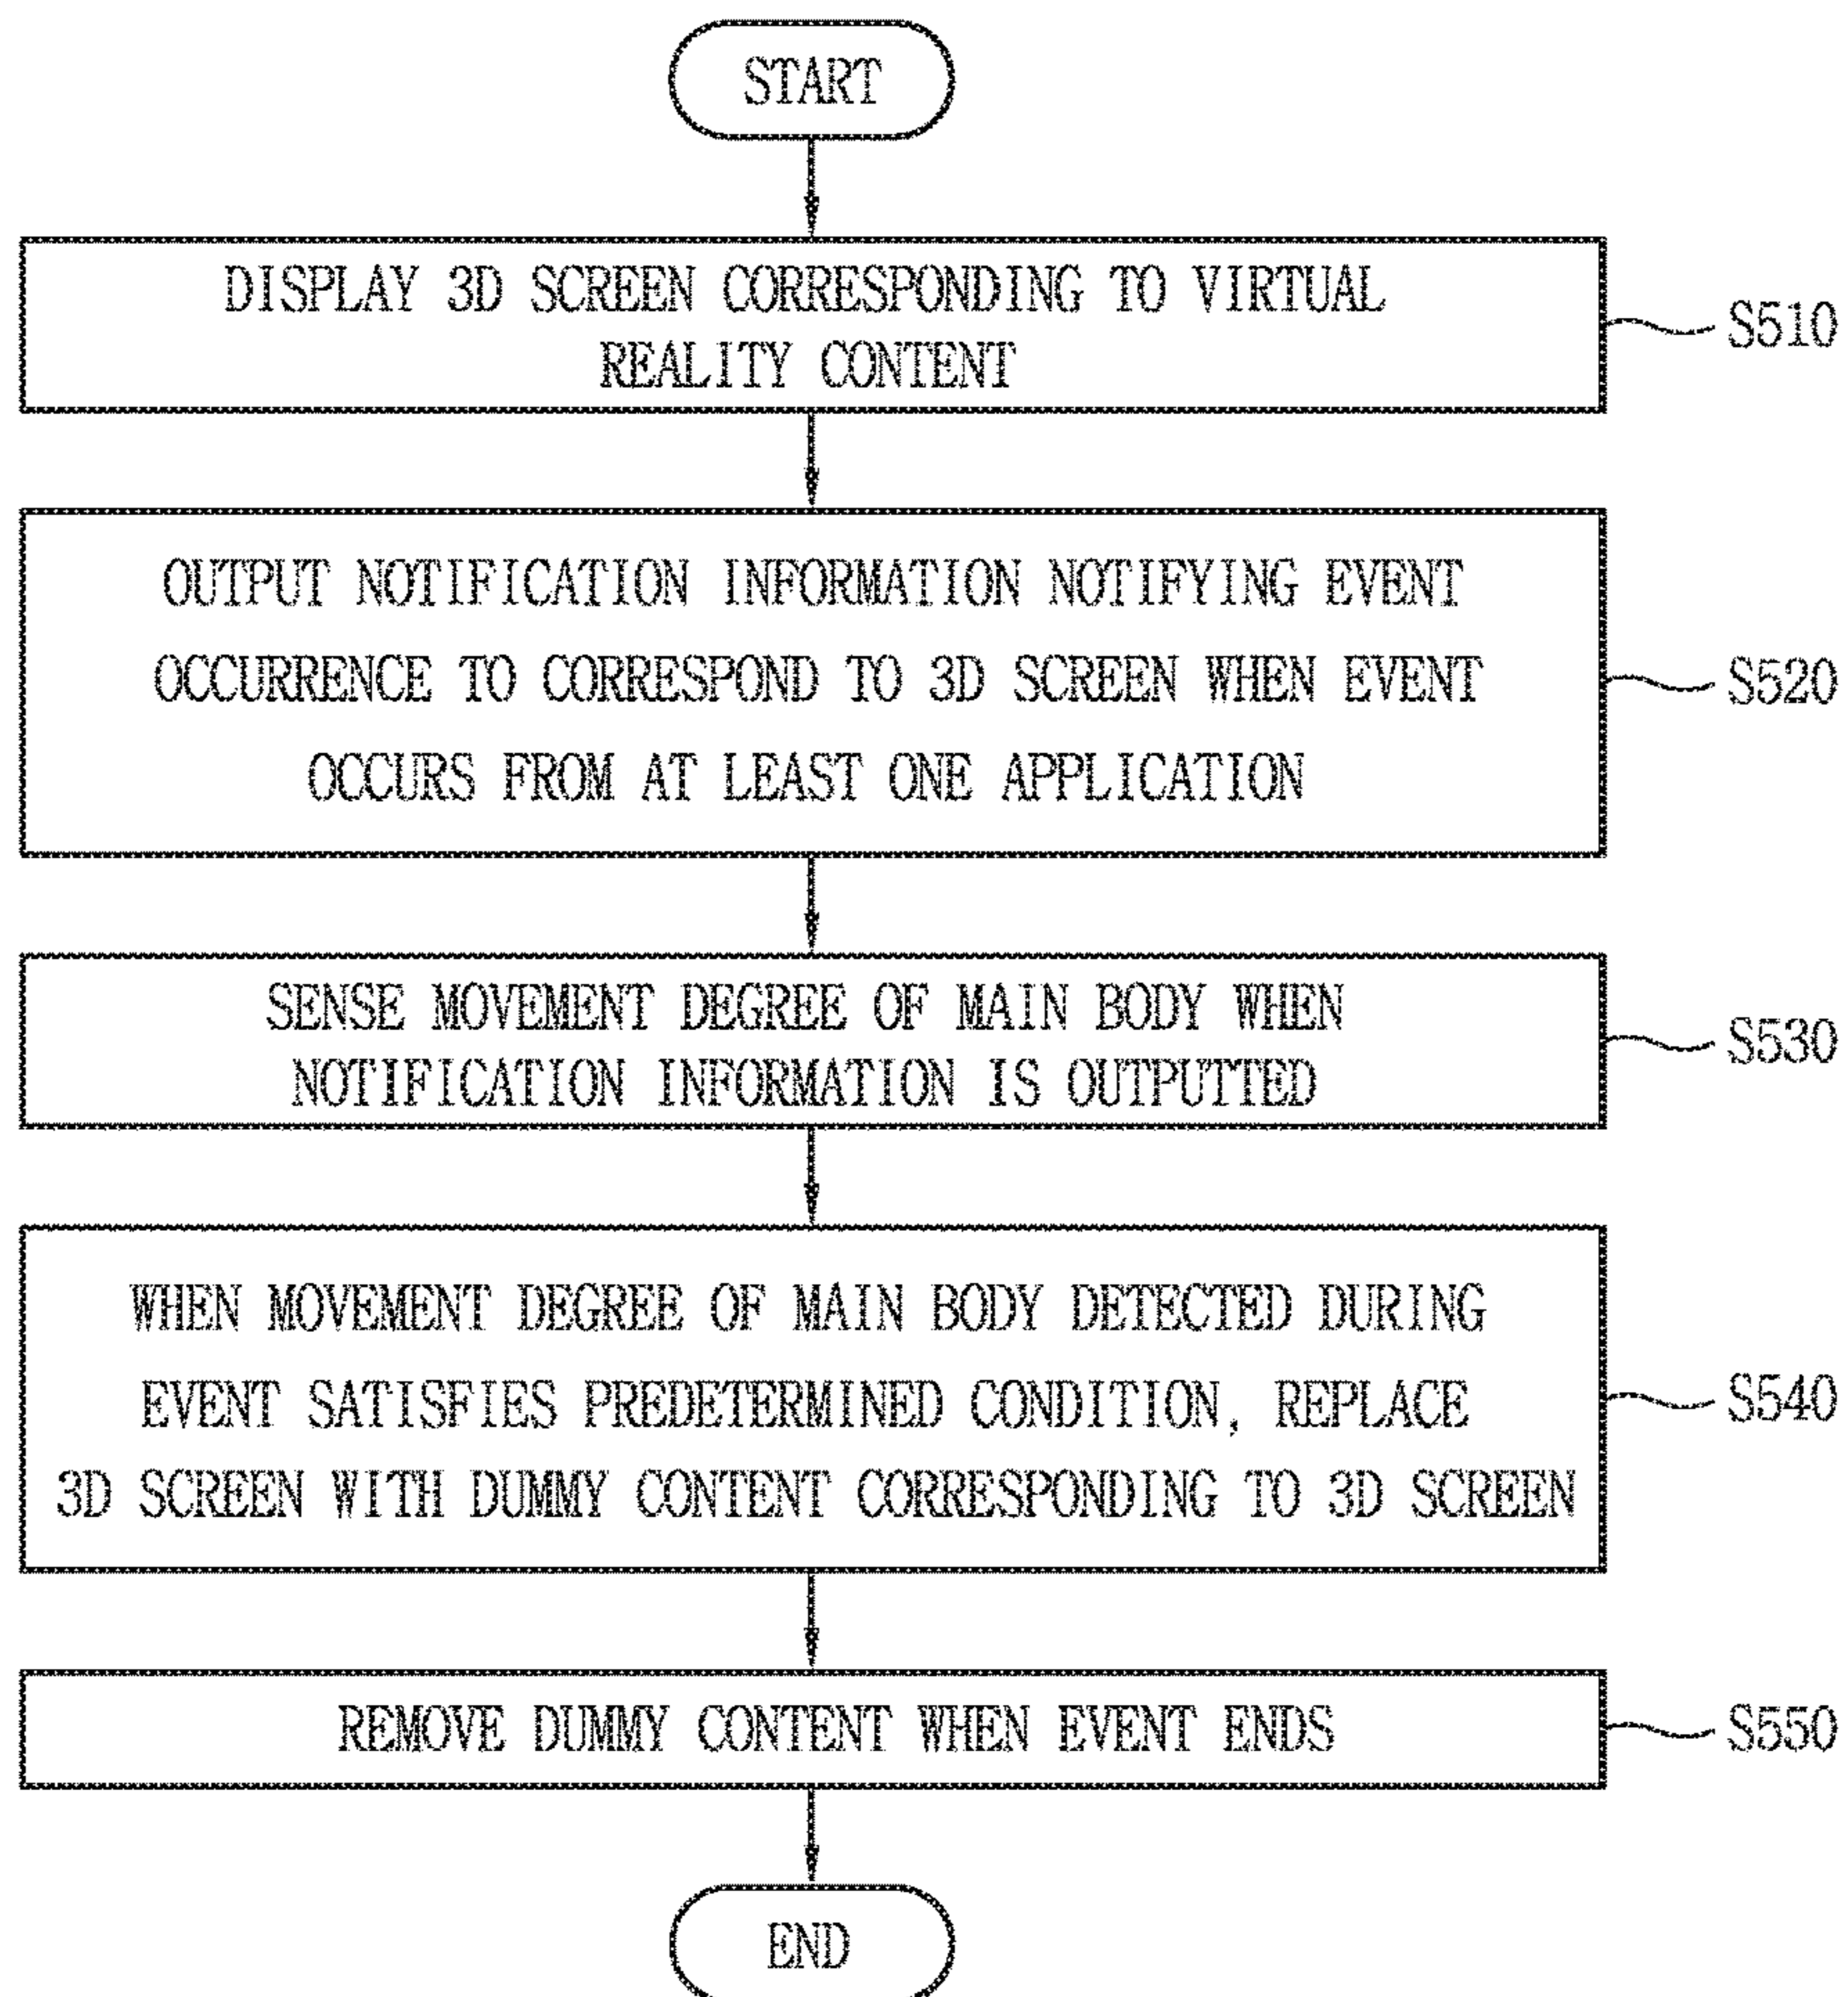 START
DISPLAY 3D SCREEN CORRESPONDING TO VIRTUAL
REALITY CONTENT
S510
OUTPUT NOTIFICATION INFORMATION NOTIFYING EVENT
OCCURRENCE TO CORRESPOND TO 3D SCREEN WHEN EVENT
OCCURS FROM AT LEAST ONE APPLICATION
S520
SENSE MOVEMENT DEGREE OF MAIN BODY WHEN
NOTIFICATION INFORMATION IS OUTPUTTED
S530
WHEN MOVEMENT DEGREE OF MAIN BODY DETECTED DURING
EVENT SATISFIES PREDETERMINED CONDITION, REPLACE
3D SCREEN WITH DUMMY CONTENT CORRESPONDING TO 3D SCREEN
S540
REMOVE DUMMY CONTENT WHEN EVENT ENDS
S550
END